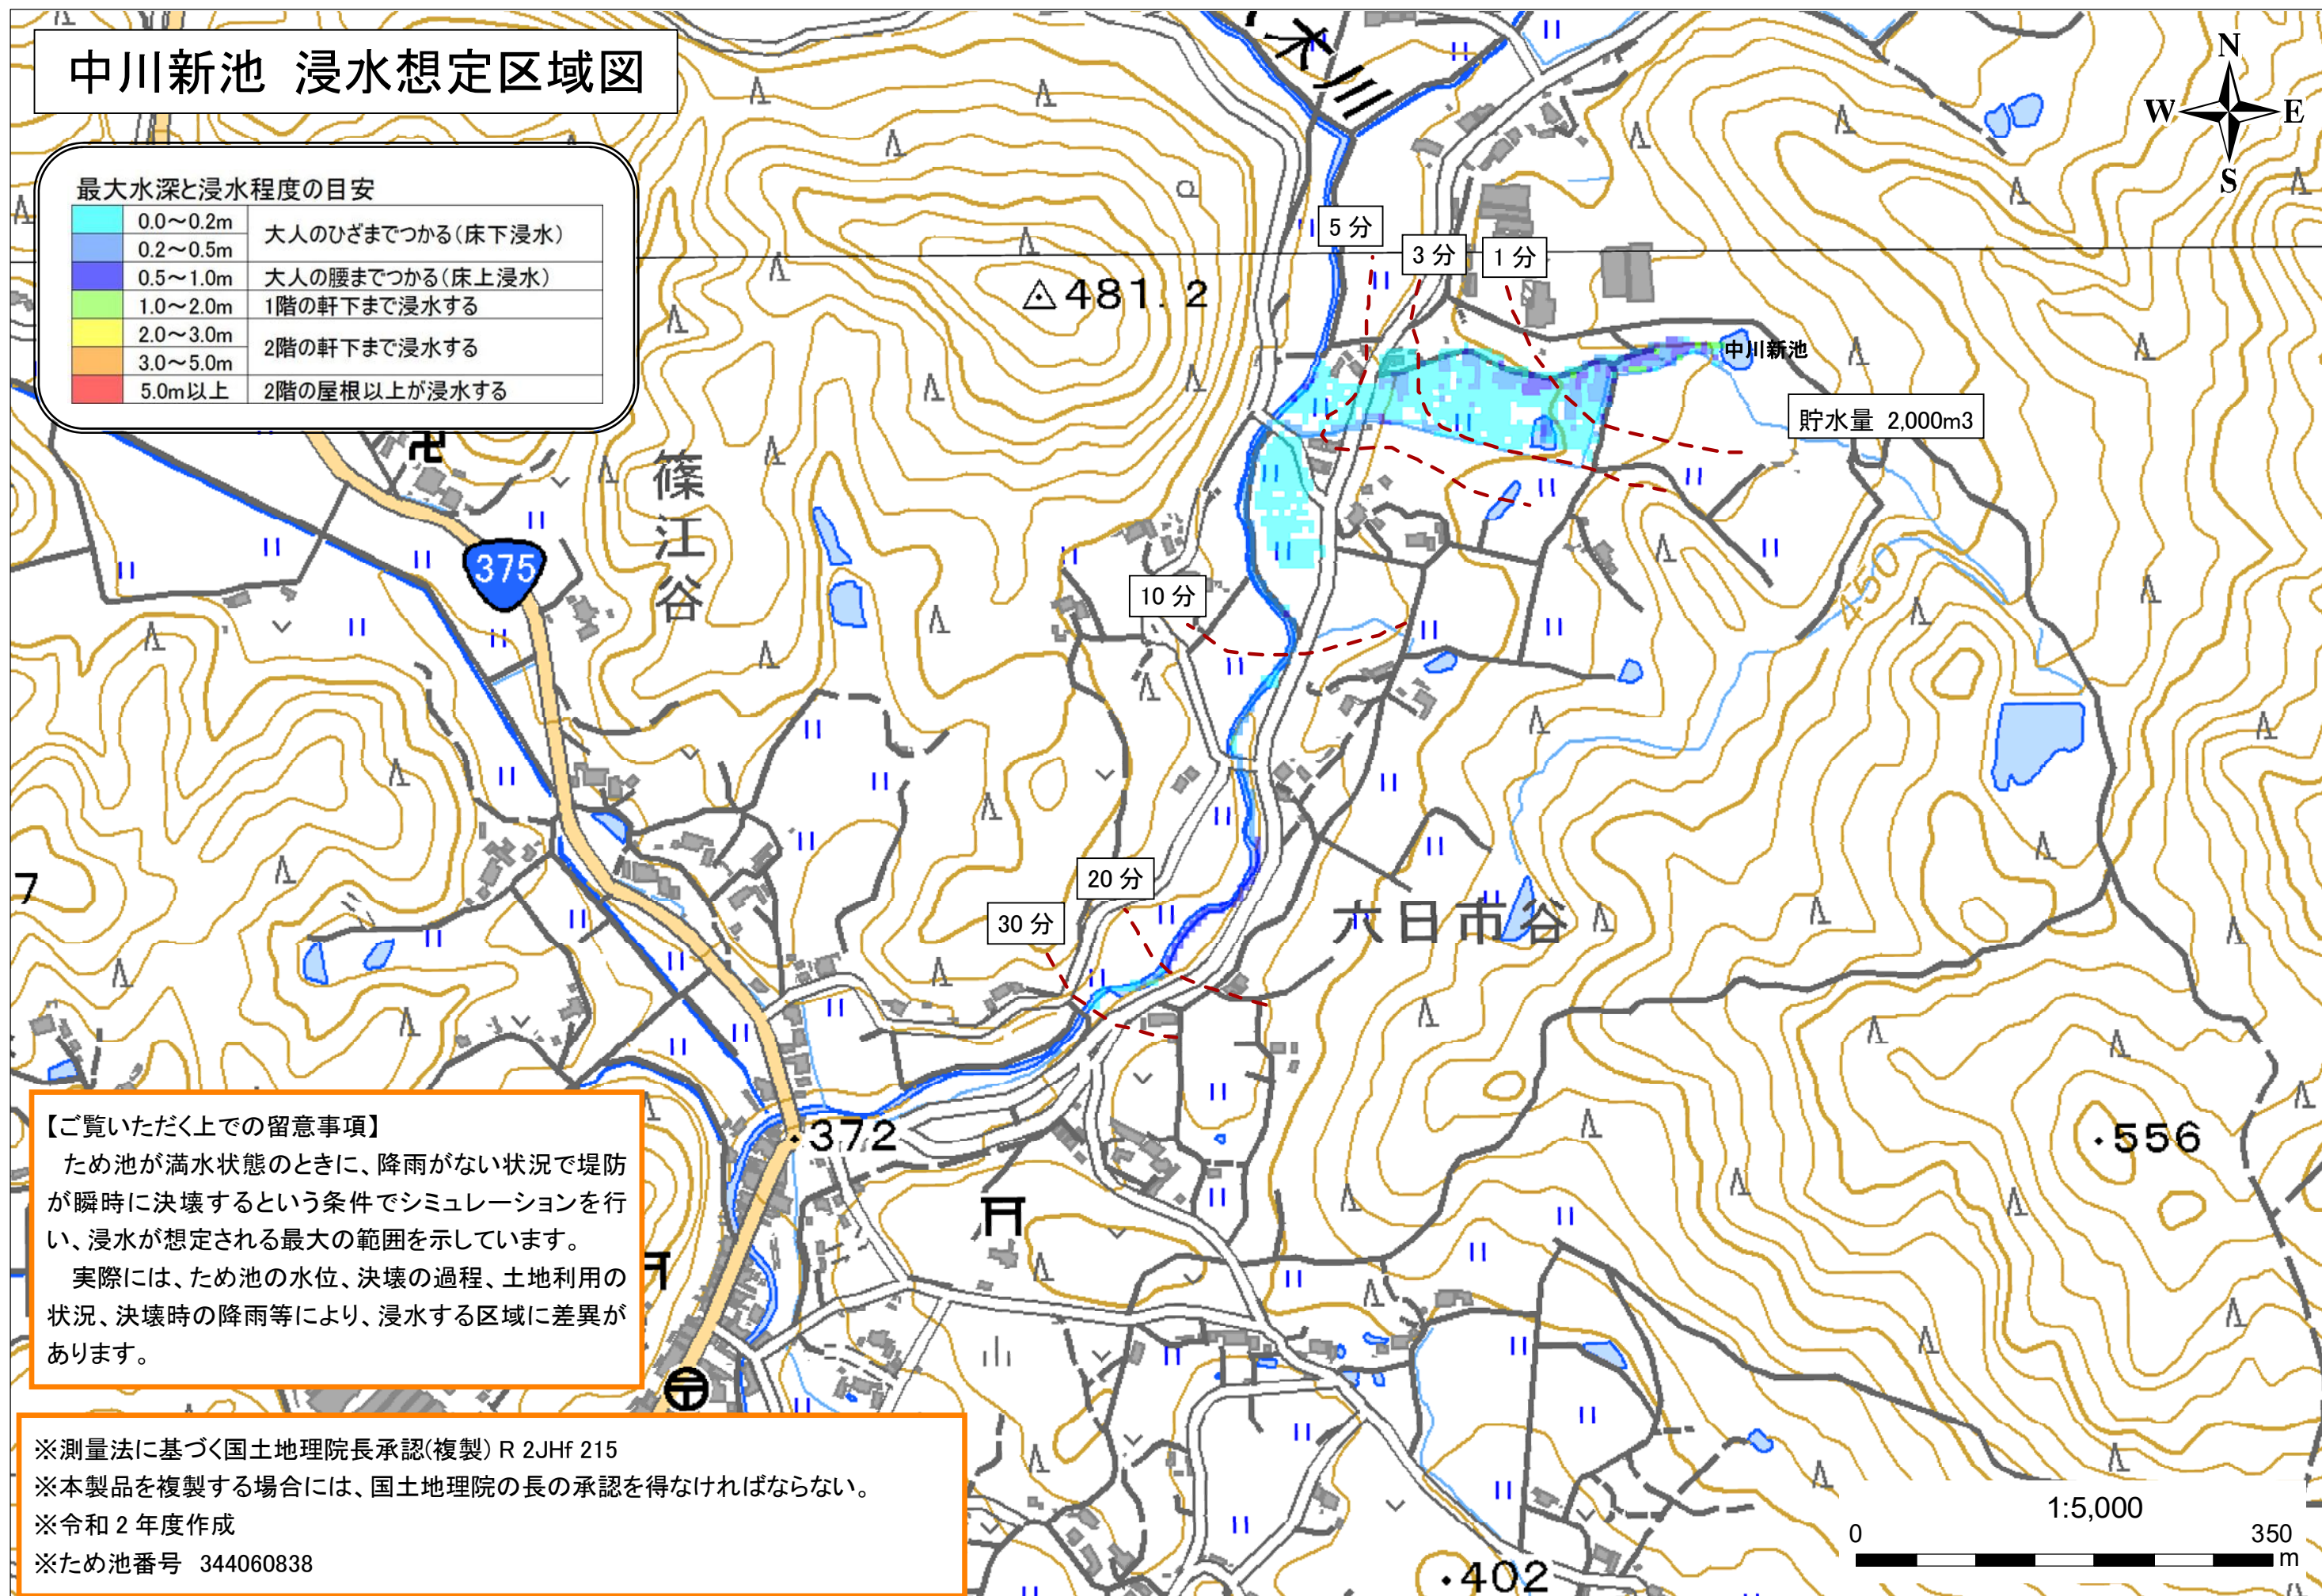 中川新池 浸水想定区域図
木川
N
W E
S
最大水深と浸水程度の目安
0.0～0.2m
大人のひざまでつかる(床下浸水)
0.2～0.5m
0.5～1.0m 大人の腰までつかる(床上浸水)
1.0～2.0m 1階の軒下まで浸水する
2.0～3.0m
2階の軒下まで浸水する
3.0～5.0m
5.0m以上 2階の屋根以上が浸水する
5 分
3 分
1 分
481.2
中川新池
貯水量 2,000m3
篠江谷
375
450
10 分
20 分
30 分
六日市谷
7
372
556
【ご覧いただく上での留意事項】
ため池が満水状態のときに、降雨がない状況で堤防
が瞬時に決壊するという条件でシミュレーションを行
い、浸水が想定される最大の範囲を示しています。
実際には、ため池の水位、決壊の過程、土地利用の
状況、決壊時の降雨等により、浸水する区域に差異が
あります。
※測量法に基づく国土地理院長承認(複製) R 2JHf 215
※本製品を複製する場合には、国土地理院の長の承認を得なければならない。
※令和 2 年度作成
※ため池番号 344060838
402
1:5,000
0 350
m